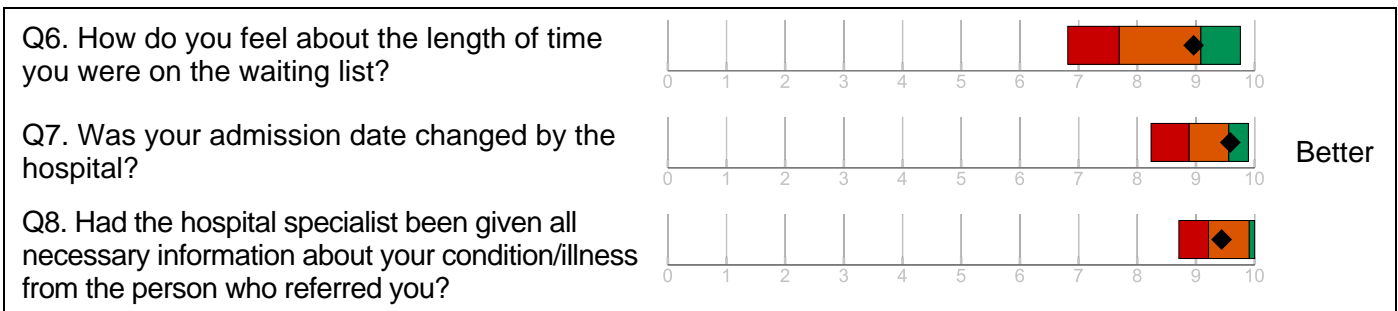 Q6. How do you feel about the length of time
you were on the waiting list?
0 1 2 3 4 5 6 7 8 9 10
Q7. Was your admission date changed by the
hospital?
Better
0 1 2 3 4 5 6 7 8 9 10
Q8. Had the hospital specialist been given all
necessary information about your condition/illness
from the person who referred you?
0 1 2 3 4 5 6 7 8 9 10